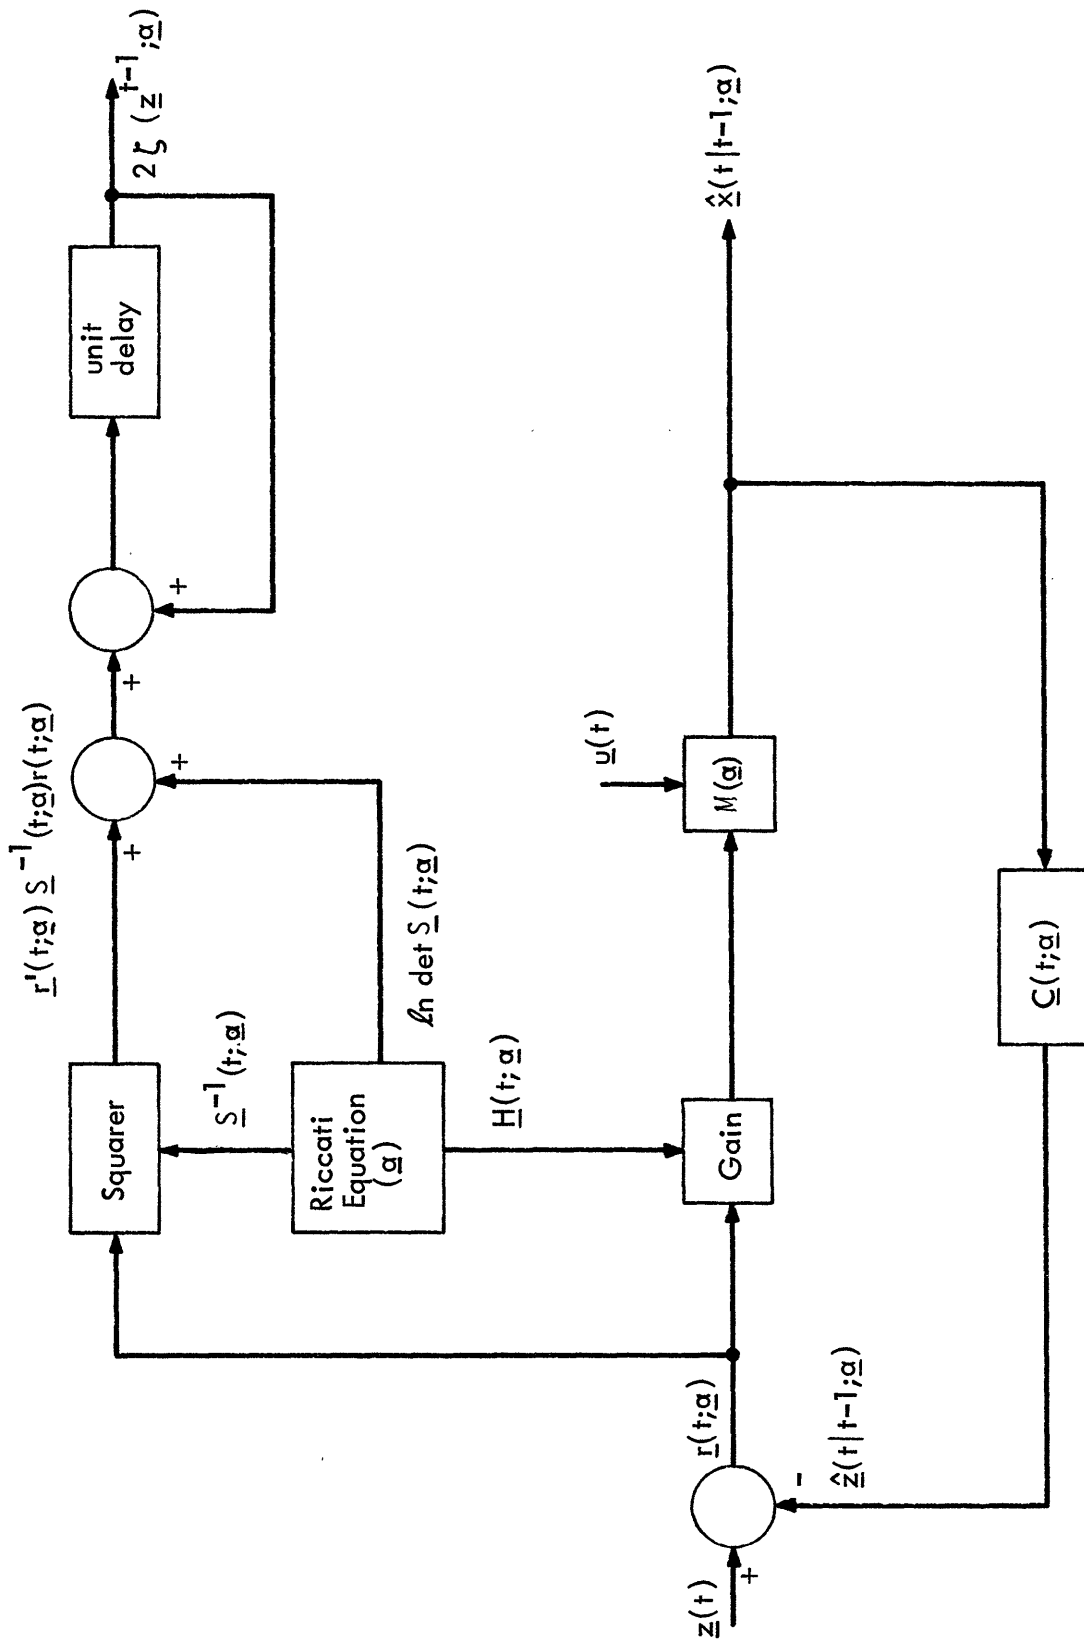 r'(t;α) S⁻¹(t;α)r(t;α)
Squarer
+
+
+
+
unit
delay
2ζ (z^{t-1};α)
S⁻¹(t;α)
Riccati
Equation
(α)
ℓn det S(t;α)
H(t;α)
z(t)
+
-
r(t;α)
Gain
u(t)
M(α)
x̂(t|t-1;α)
ẑ(t|t-1;α)
C(t;α)